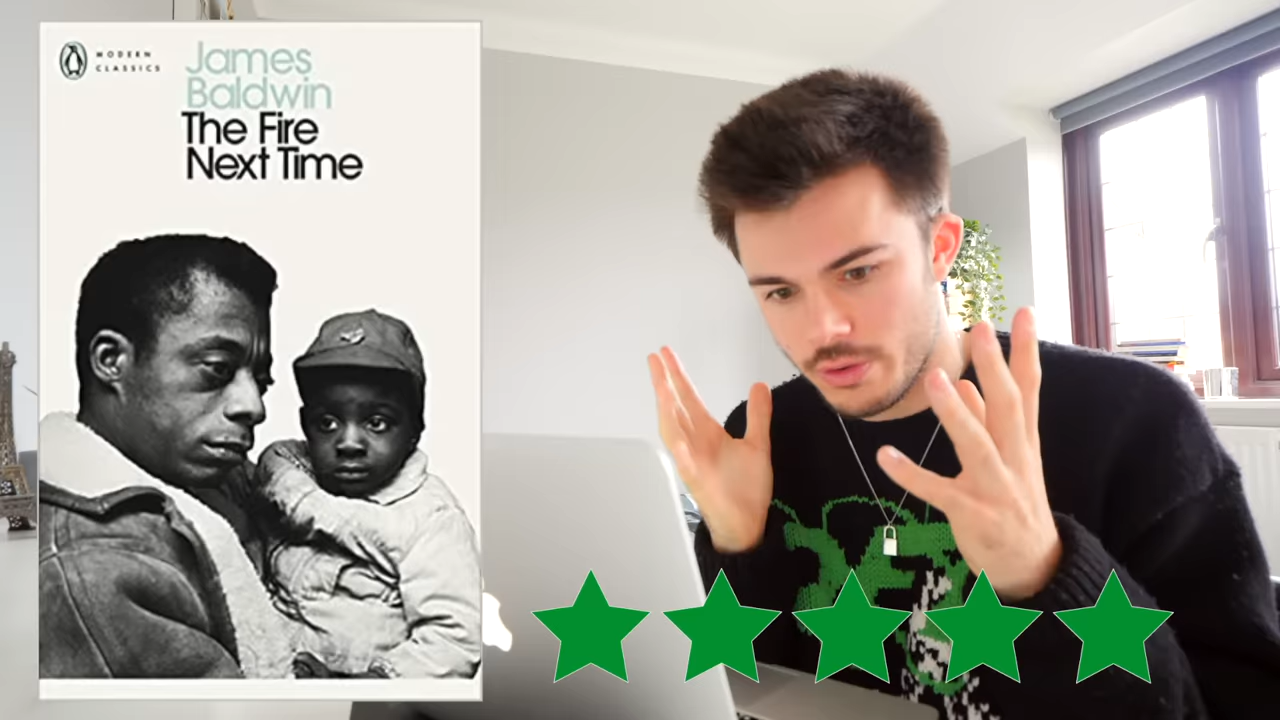 MODERN
CLASSICS
James
Baldwin
The Fire
Next Time